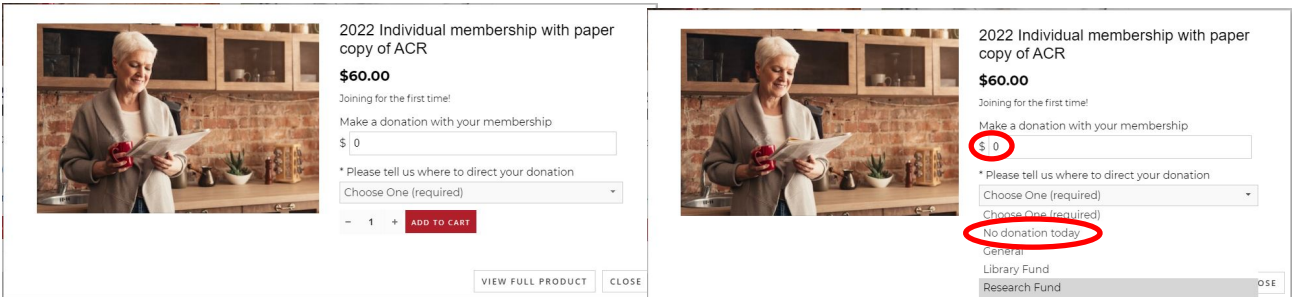 2022 Individual membership with paper
copy of ACR
$60.00
Joining for the first time!
Make a donation with your membership
$ 0
* Please tell us where to direct your donation
Choose One (required)
- 1 + ADD TO CART
VIEW FULL PRODUCT CLOSE
2022 Individual membership with paper
copy of ACR
$60.00
Joining for the first time!
Make a donation with your membership
$ 0
* Please tell us where to direct your donation
Choose One (required)
Choose One (required)
No donation today
General
Library Fund
Research Fund
OSE